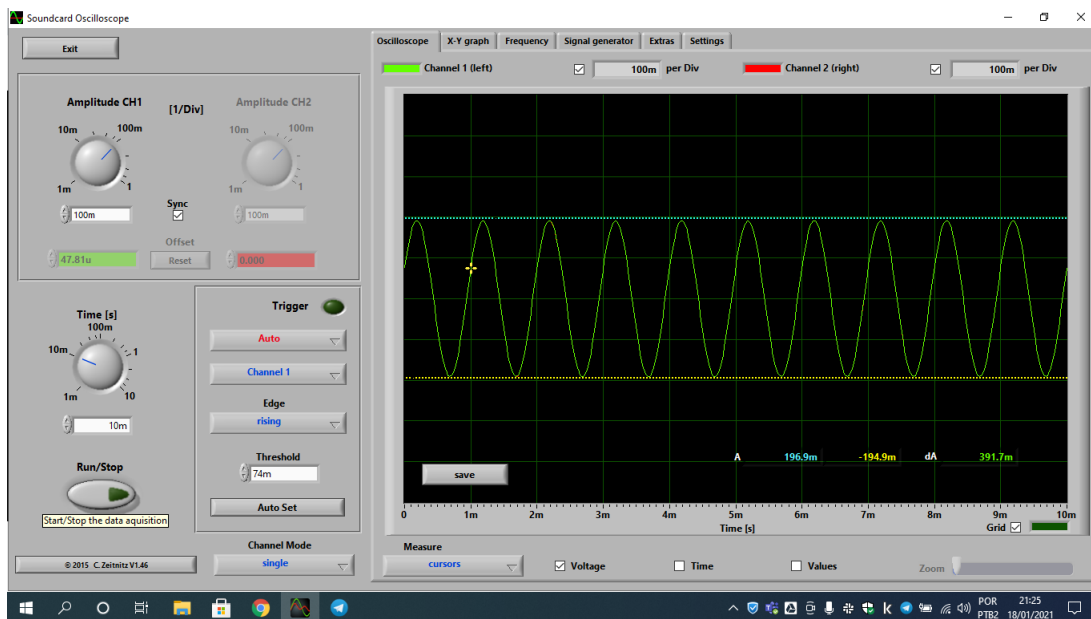 Soundcard Oscilloscope
Exit
Amplitude CH1
[1/Div]
Amplitude CH2
10m
100m
10m
100m
1m
1
1m
1
100m
Sync
100m
Offset
47.81u
Reset
0.000
Time [s]
100m
10m
1
1m
10
10m
Run/Stop
Start/Stop the data aquisition
© 2015 C.Zeitnitz V1.46
Trigger
Auto
Channel 1
Edge
rising
Threshold
74m
Auto Set
Channel Mode
single
Oscilloscope X-Y graph Frequency Signal generator Extras Settings
Channel 1 (left) 100m per Div Channel 2 (right) 100m per Div
A 196.9m -194.9m dA 391.7m
save
0 1m 2m 3m 4m 5m 6m 7m 8m 9m 10m
Time [s]
Grid
Measure
cursors
Voltage Time Values Zoom
POR 21:25
PTB2 18/01/2021